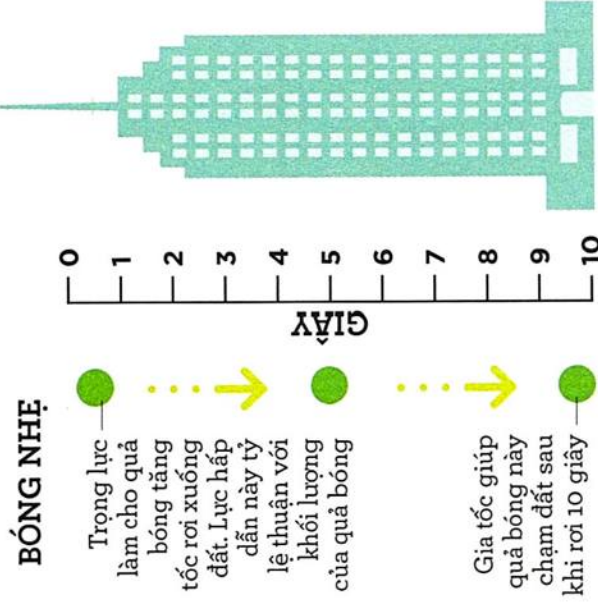 BÓNG NHẸ
Trọng lực
làm cho quả
bóng tăng
tốc rơi xuống
đất. Lực hấp
dẫn này tỷ
lệ thuận với
khối lượng
của quả bóng
Gia tốc giúp
quả bóng này
chạm đất sau
khi rơi 10 giây
GIÂY
0
1
2
3
4
5
6
7
8
9
10